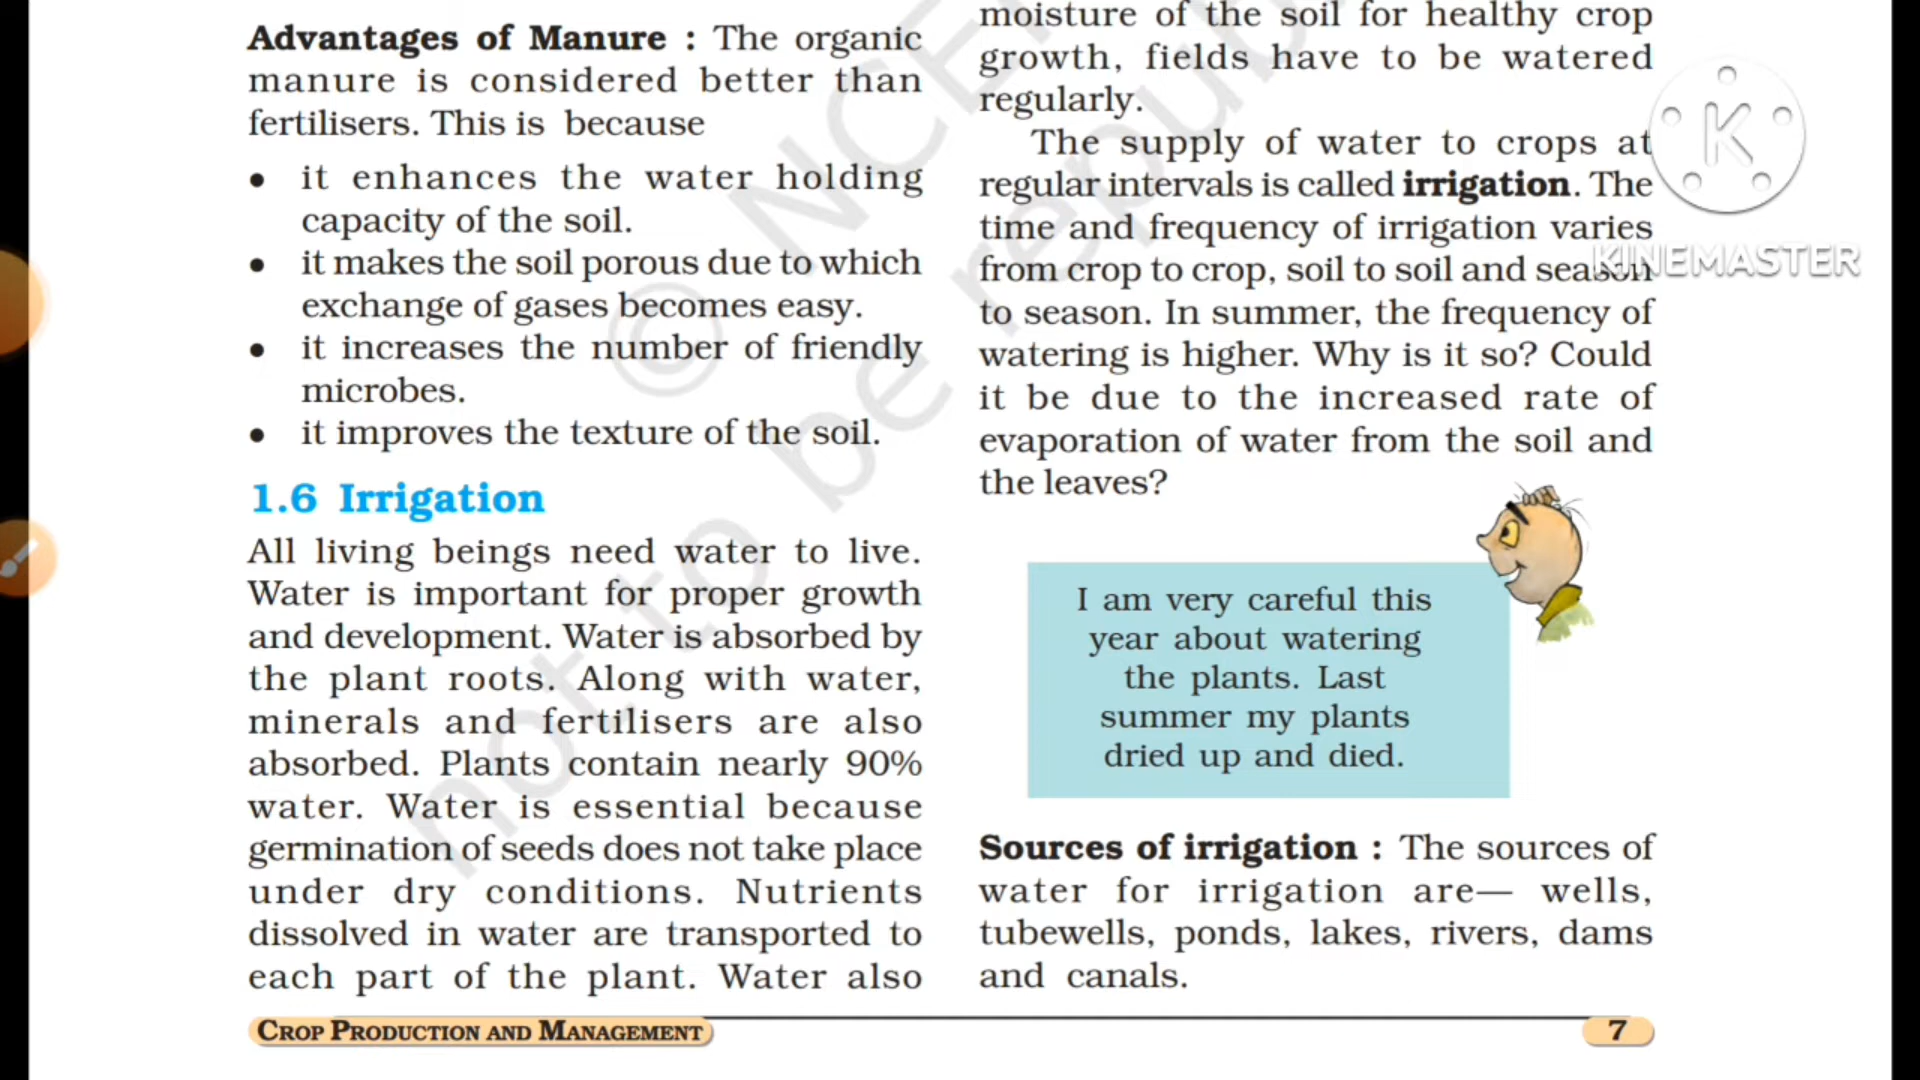 Advantages of Manure : The organic
manure is considered better than
fertilisers. This is because
• it enhances the water holding
capacity of the soil.
• it makes the soil porous due to which
exchange of gases becomes easy.
• it increases the number of friendly
microbes.
• it improves the texture of the soil.
1.6 Irrigation
All living beings need water to live.
Water is important for proper growth
and development. Water is absorbed by
the plant roots. Along with water,
minerals and fertilisers are also
absorbed. Plants contain nearly 90%
water. Water is essential because
germination of seeds does not take place
under dry conditions. Nutrients
dissolved in water are transported to
each part of the plant. Water also
moisture of the soil for healthy crop
growth, fields have to be watered
regularly.
The supply of water to crops at
regular intervals is called irrigation. The
time and frequency of irrigation varies
from crop to crop, soil to soil and season
to season. In summer, the frequency of
watering is higher. Why is it so? Could
it be due to the increased rate of
evaporation of water from the soil and
the leaves?
I am very careful this
year about watering
the plants. Last
summer my plants
dried up and died.
Sources of irrigation : The sources of
water for irrigation are— wells,
tubewells, ponds, lakes, rivers, dams
and canals.
CROP PRODUCTION AND MANAGEMENT
7
K
KINEMASTER
© NCE
not to be repub